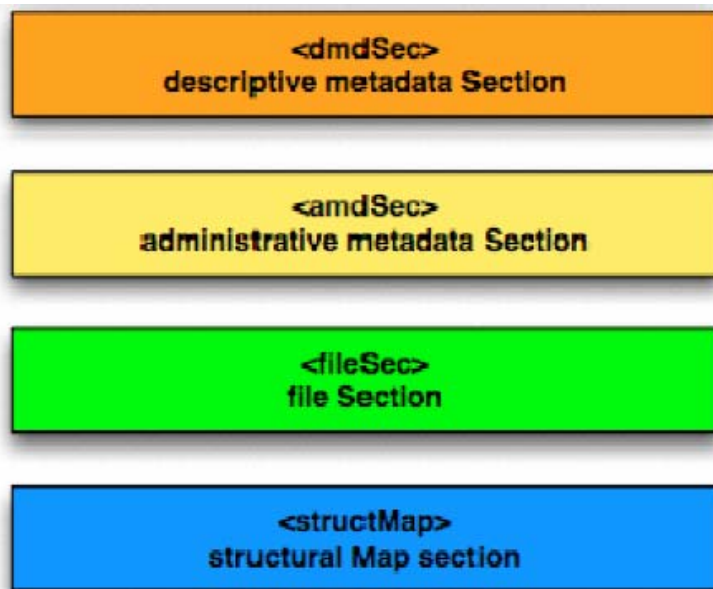 <dmdSec>
descriptive metadata Section
<amdSec>
administrative metadata Section
<fileSec>
file Section
<structMap>
structural Map section